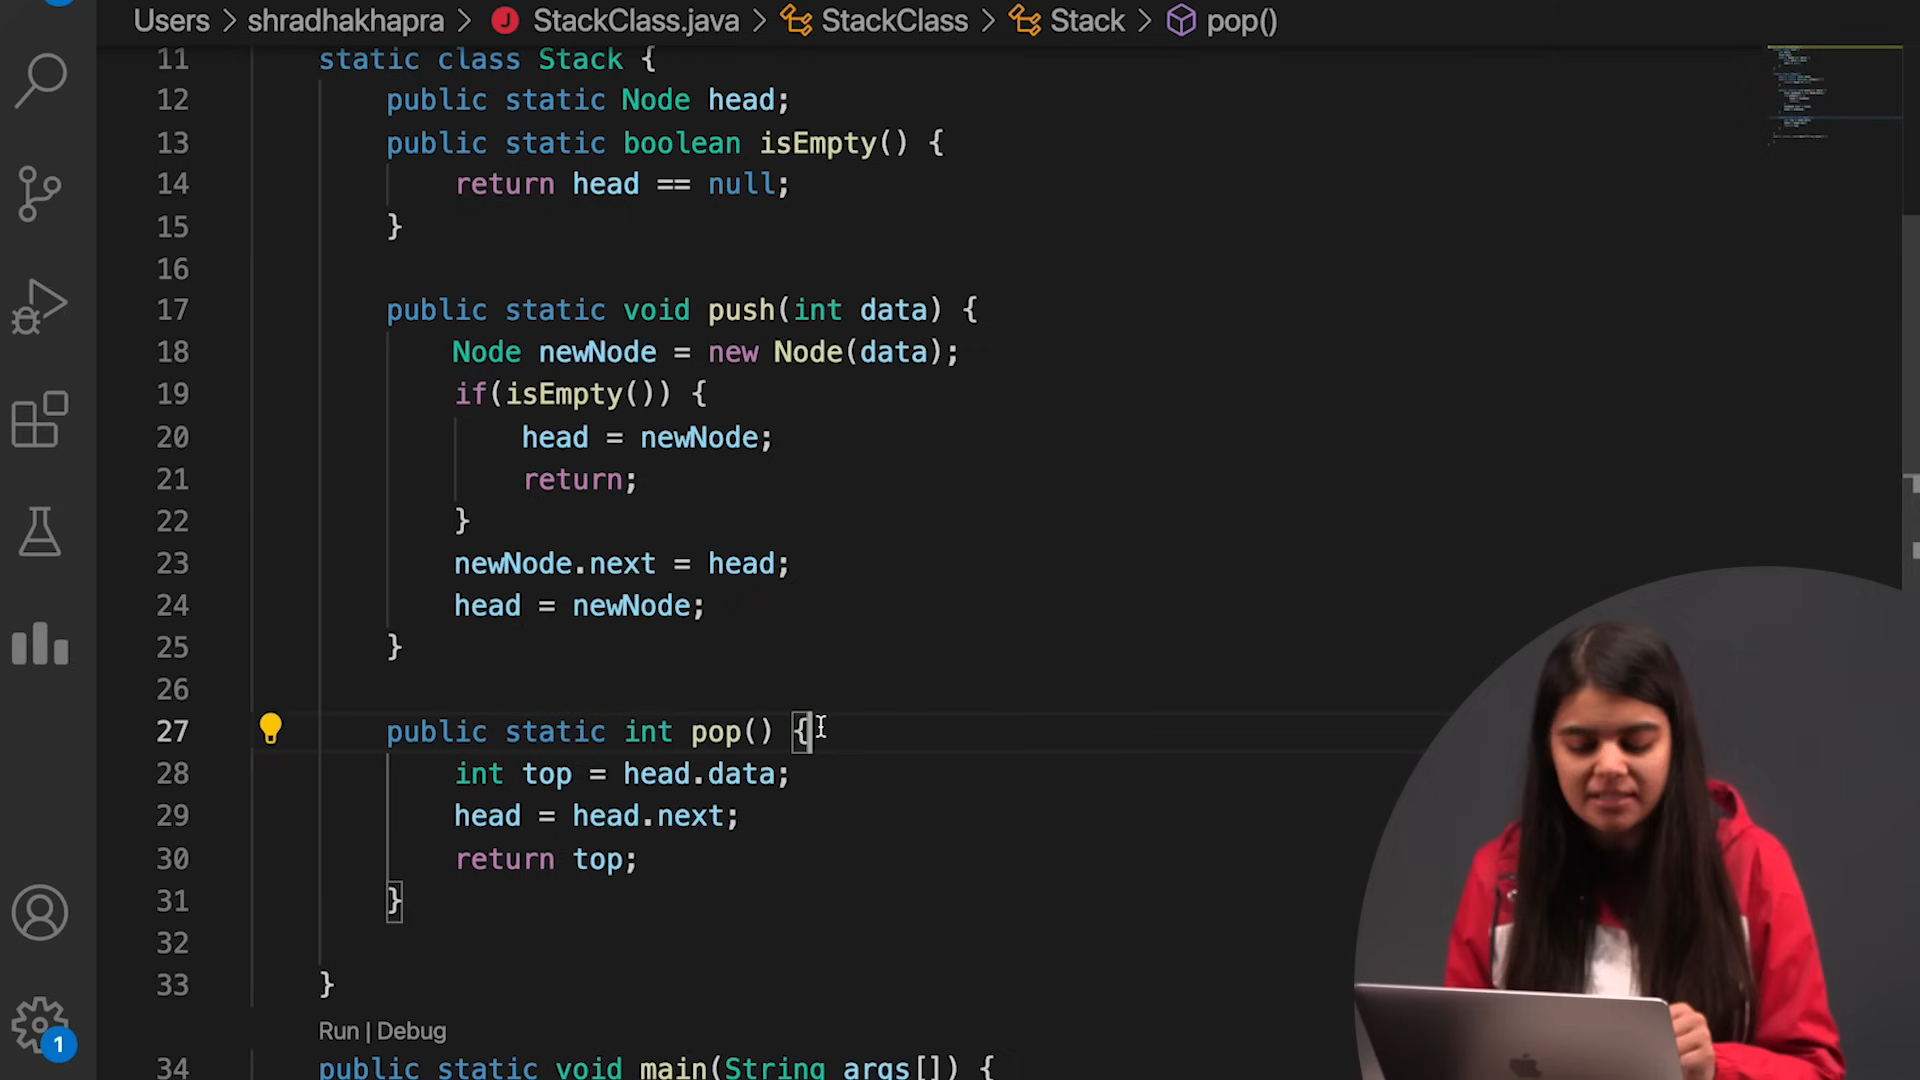 Users > shradhakhapra > J StackClass.java > StackClass > Stack > pop()
11 static class Stack {
12 public static Node head;
13 public static boolean isEmpty() {
14 return head == null;
15 }
16
17 public static void push(int data) {
18 Node newNode = new Node(data);
19 if(isEmpty()) {
20 head = newNode;
21 return;
22 }
23 newNode.next = head;
24 head = newNode;
25 }
26
27 public static int pop() {
28 int top = head.data;
29 head = head.next;
30 return top;
31 }
32
33 }
Run | Debug
34 public static void main(String args[]) {
1